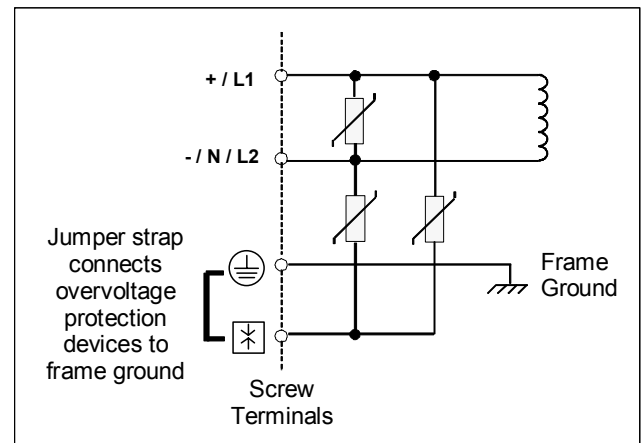 + / L1
- / N / L2
Jumper strap
connects
overvoltage
protection
devices to
frame ground
Frame
Ground
Screw
Terminals